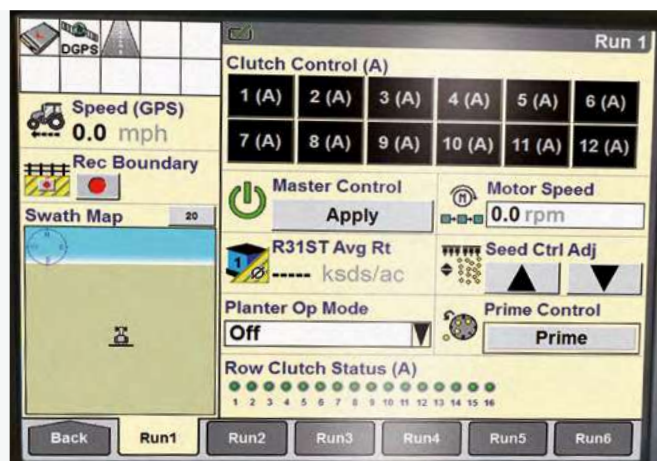 DGPS
Run 1
Clutch Control (A)
1 (A) 2 (A) 3 (A) 4 (A) 5 (A) 6 (A)
7 (A) 8 (A) 9 (A) 10 (A) 11 (A) 12 (A)
Speed (GPS)
0.0 mph
Rec Boundary
Swath Map 20
Master Control
Apply
Motor Speed
0.0 rpm
R31ST Avg Rt
1 ----- ksds/ac
Seed Ctrl Adj
Planter Op Mode
Off
Prime Control
Prime
Row Clutch Status (A)
1 2 3 4 5 6 7 8 9 10 11 12 13 14 15 16
Back Run1 Run2 Run3 Run4 Run5 Run6